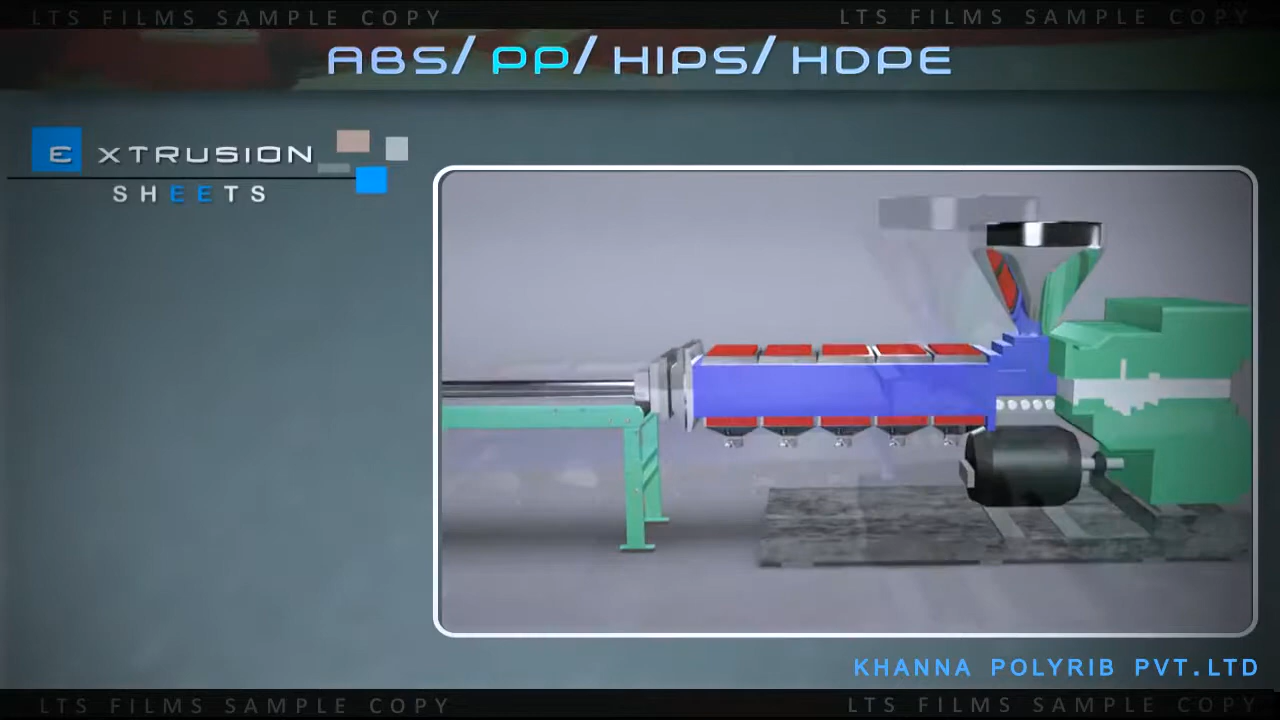 LTS FILMS SAMPLE COPY LTS FILMS SAMPLE COPY
ABS/PP/HIPS/HDPE
EXTRUSION
SHEETS
KHANNA POLYRIB PVT.LTD
LTS FILMS SAMPLE COPY LTS FILMS SAMPLE COPY